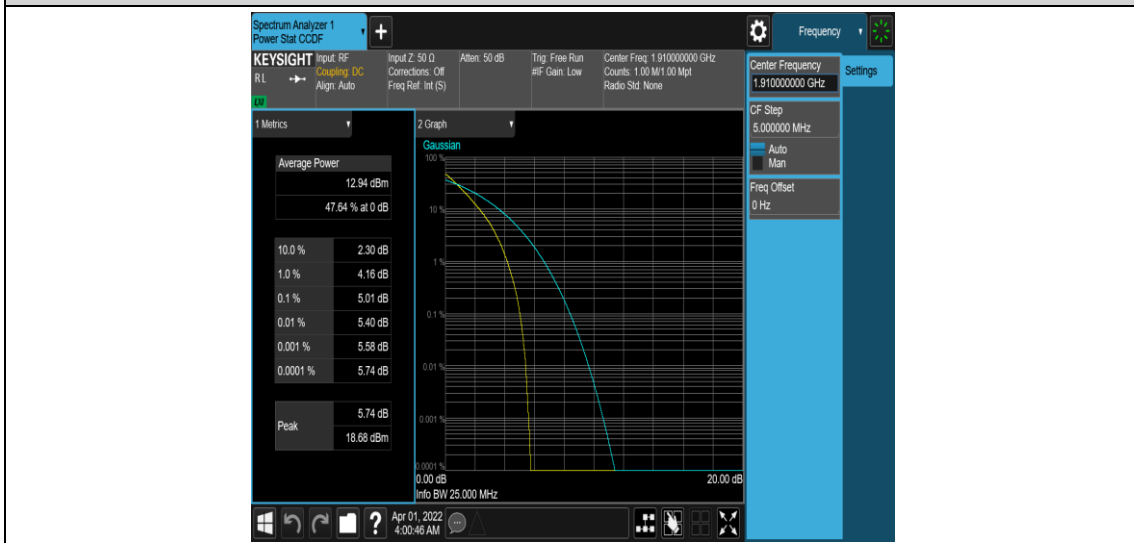 Spectrum Analyzer 1
Power Stat CCDF
+
Frequency
KEYSIGHT
RL
Input: RF
Coupling: DC
Align: Auto
Input Z: 50 Ω
Corrections: Off
Freq Ref: Int (S)
Atten: 50 dB
Trig: Free Run
#IF Gain: Low
Center Freq: 1.910000000 GHz
Counts: 1.00 M/1.00 Mpt
Radio Std: None
Center Frequency
1.910000000 GHz
Settings
CF Step
5.000000 MHz
Auto
Man
Freq Offset
0 Hz
1 Metrics
Average Power
12.94 dBm
47.64 % at 0 dB
10.0 % 2.30 dB
1.0 % 4.16 dB
0.1 % 5.01 dB
0.01 % 5.40 dB
0.001 % 5.58 dB
0.0001 % 5.74 dB
Peak
5.74 dB
18.68 dBm
2 Graph
Gaussian
100 %
10 %
1 %
0.1 %
0.01 %
0.001 %
0.0001 %
0.00 dB 20.00 dB
Info BW 25.000 MHz
?
Apr 01, 2022
4:00:46 AM